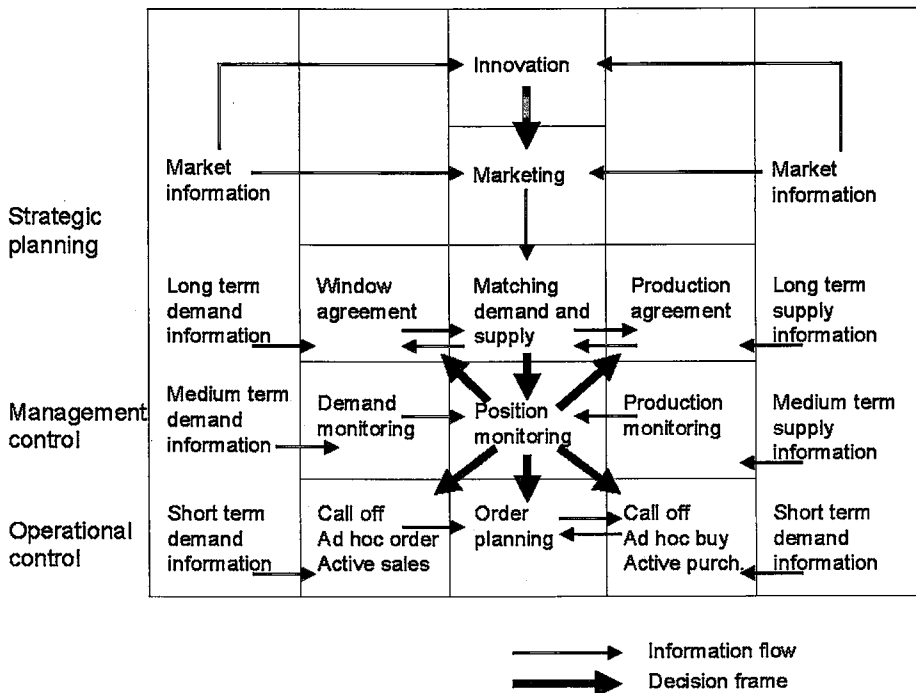 Innovation
Market
information
Marketing
Market
information
Strategic
planning
Long term
demand
information
Window
agreement
Matching
demand and
supply
Production
agreement
Long term
supply
information
Management
control
Medium term
demand
information
Demand
monitoring
Position
monitoring
Production
monitoring
Medium term
supply
information
Operational
control
Short term
demand
information
Call off
Ad hoc order
Active sales
Order
planning
Call off
Ad hoc buy
Active purch.
Short term
demand
information
Information flow
Decision frame